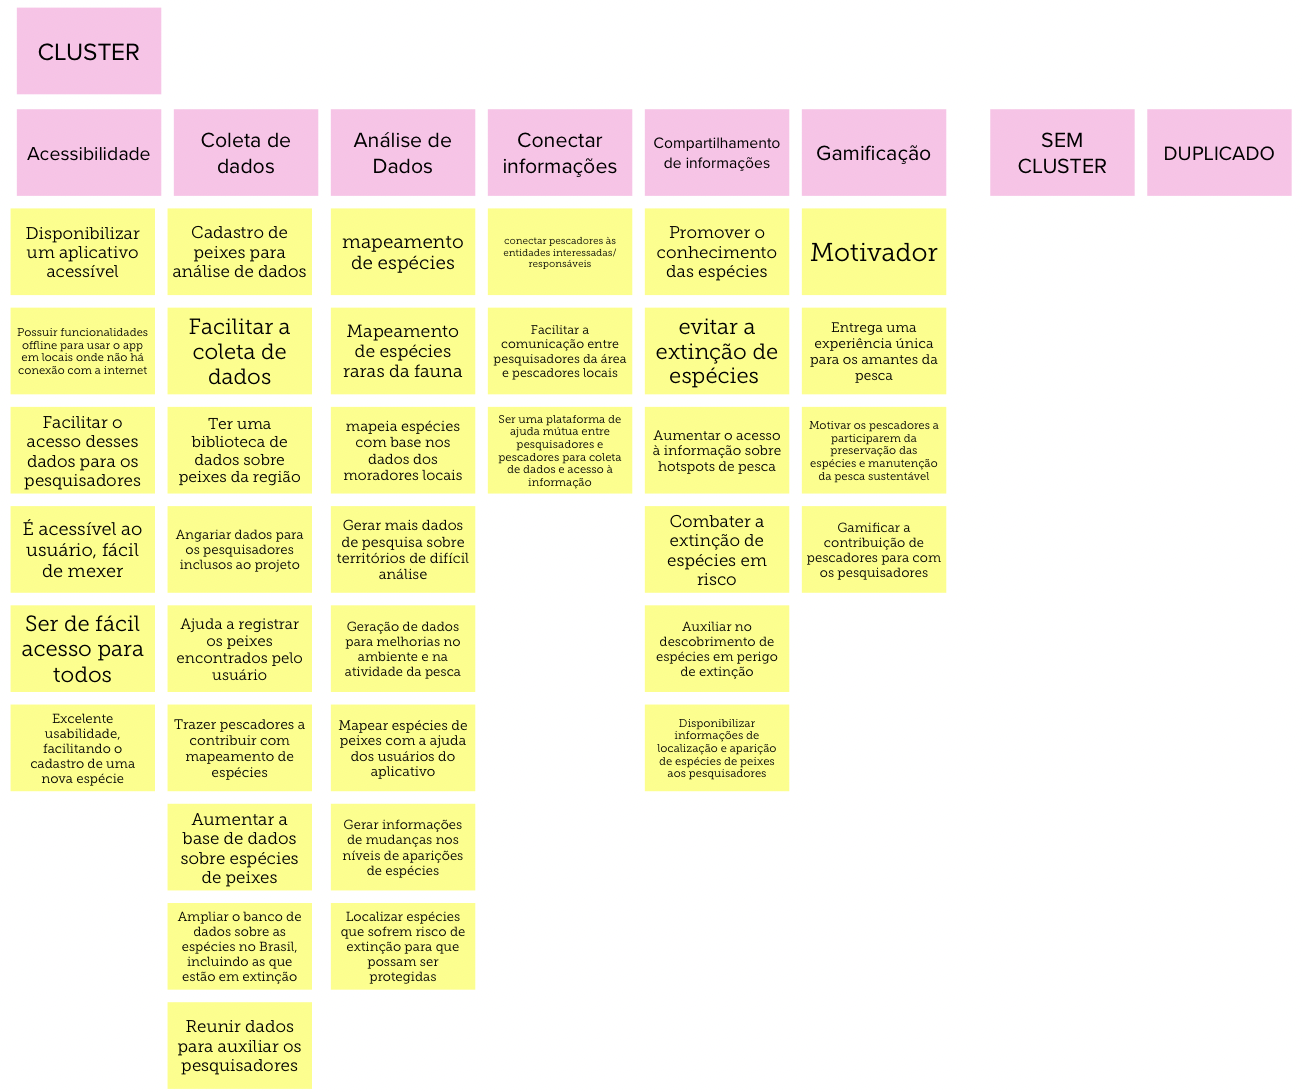 CLUSTER
Acessibilidade
Disponibilizar
um aplicativo
acessível
Possuir funcionalidades
offline para usar o app
em locais onde não há
conexão com a internet
Facilitar o
acesso desses
dados para os
pesquisadores
É acessível ao
usuário, fácil
de mexer
Ser de fácil
acesso para
todos
Excelente
usabilidade,
facilitando o
cadastro de uma
nova espécie
Coleta de
dados
Cadastro de
peixes para
análise de dados
Facilitar a
coleta de
dados
Ter uma
biblioteca de
dados sobre
peixes da região
Angariar dados para
os pesquisadores
inclusos ao projeto
Ajuda a registrar
os peixes
encontrados pelo
usuário
Trazer pescadores a
contribuir com
mapeamento de
espécies
Aumentar a
base de dados
sobre espécies
de peixes
Ampliar o banco de
dados sobre as
espécies no Brasil,
incluindo as que
estão em extinção
Reunir dados
para auxiliar os
pesquisadores
Análise de
Dados
mapeamento
de espécies
Mapeamento
de espécies
raras da fauna
mapeia espécies
com base nos
dados dos
moradores locais
Gerar mais dados
de pesquisa sobre
territórios de difícil
análise
Geração de dados
para melhorias no
ambiente e na
atividade da pesca
Mapear espécies de
peixes com a ajuda
dos usuários do
aplicativo
Gerar informações
de mudanças nos
níveis de aparições
de espécies
Localizar espécies
que sofrem risco de
extinção para que
possam ser
protegidas
Conectar
informações
conectar pescadores às
entidades interessadas/
responsáveis
Facilitar a
comunicação entre
pesquisadores da área
e pescadores locais
Ser uma plataforma de
ajuda mútua entre
pesquisadores e
pescadores para coleta
de dados e acesso à
informação
Compartilhamento
de informações
Promover o
conhecimento
das espécies
evitar a
extinção de
espécies
Aumentar o acesso
à informação sobre
hotspots de pesca
Combater a
extinção de
espécies em
risco
Auxiliar no
descobrimento de
espécies em perigo
de extinção
Disponibilizar
informações de
localização e aparição
de espécies de peixes
aos pesquisadores
Gamificação
Motivador
Entrega uma
experiência única
para os amantes da
pesca
Motivar os pescadores a
participarem da
preservação das
espécies e manutenção
da pesca sustentável
Gamificar a
contribuição de
pescadores para com
os pesquisadores
SEM
CLUSTER
DUPLICADO